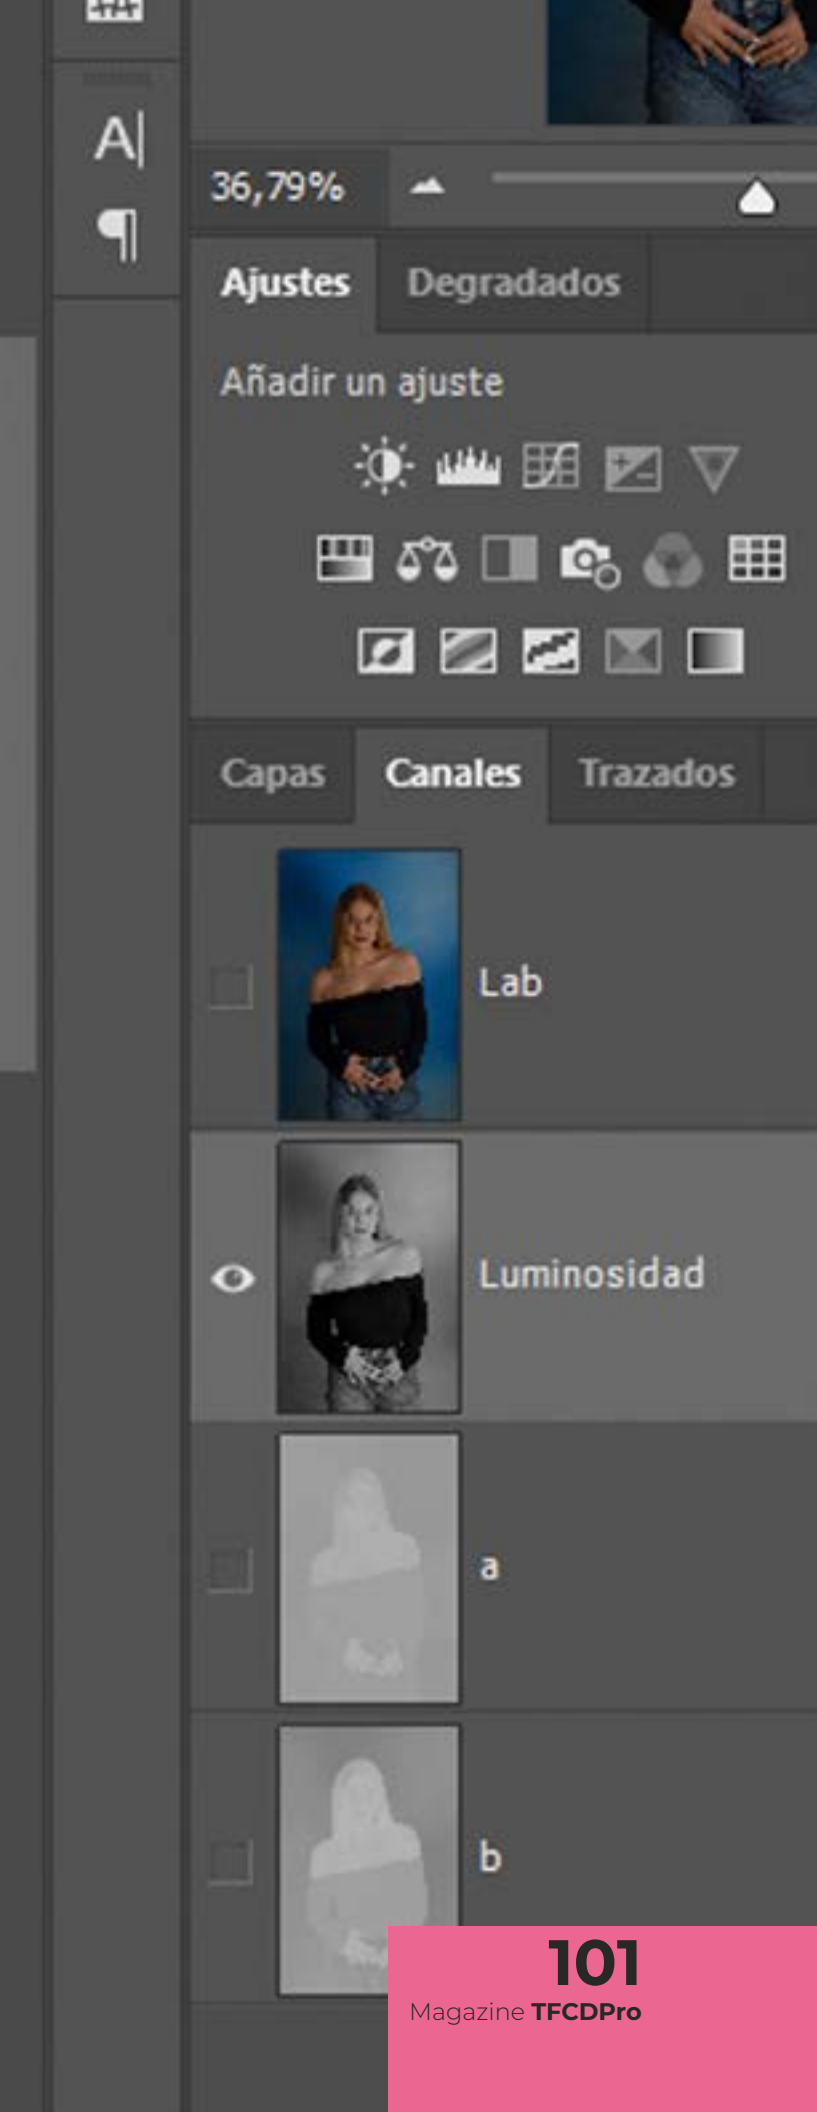 A|
¶
36,79%
Ajustes Degradados
Añadir un ajuste
Capas Canales Trazados
Lab
Luminosidad
a
b
101
Magazine TFCDPro